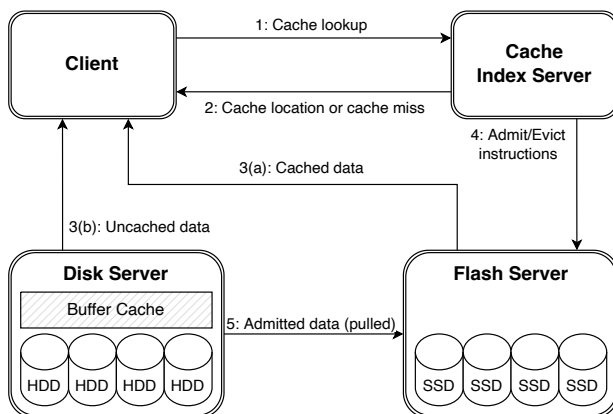 1: Cache lookup
Client
Cache
Index Server
2: Cache location or cache miss
4: Admit/Evict
instructions
3(a): Cached data
3(b): Uncached data
Disk Server
Flash Server
Buffer Cache
5: Admitted data (pulled)
HDD HDD HDD HDD
SSD SSD SSD SSD